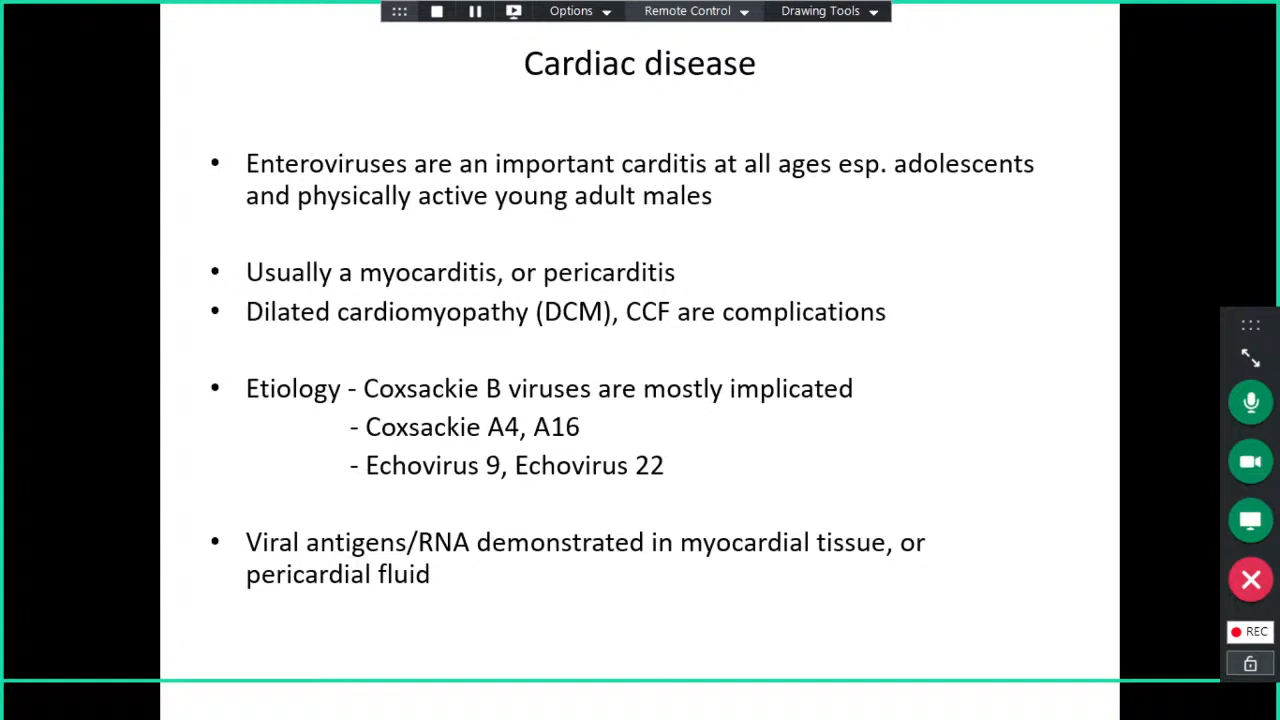 Options Remote Control Drawing Tools
Cardiac disease
• Enteroviruses are an important carditis at all ages esp. adolescents
and physically active young adult males
• Usually a myocarditis, or pericarditis
• Dilated cardiomyopathy (DCM), CCF are complications
• Etiology - Coxsackie B viruses are mostly implicated
- Coxsackie A4, A16
- Echovirus 9, Echovirus 22
• Viral antigens/RNA demonstrated in myocardial tissue, or
pericardial fluid
REC